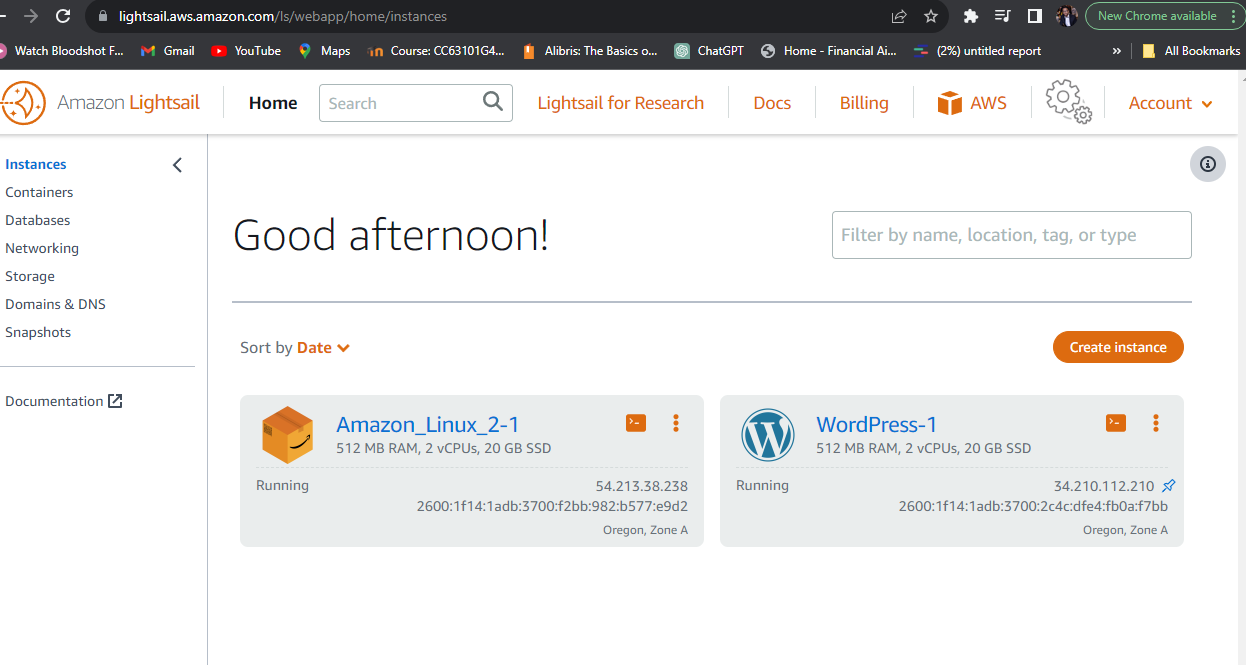 lightsail.aws.amazon.com/ls/webapp/home/instances
New Chrome available
Watch Bloodshot F... Gmail YouTube Maps Course: CC63101G4... Alibris: The Basics o... ChatGPT Home - Financial Ai... (2%) untitled report » All Bookmarks
Amazon Lightsail Home Search Lightsail for Research Docs Billing AWS Account
Instances
Containers
Databases
Networking
Storage
Domains & DNS
Snapshots
Documentation
Good afternoon!
Filter by name, location, tag, or type
Sort by Date
Create instance
Amazon_Linux_2-1
512 MB RAM, 2 vCPUs, 20 GB SSD
Running
54.213.38.238
2600:1f14:1adb:3700:f2bb:982:b577:e9d2
Oregon, Zone A
WordPress-1
512 MB RAM, 2 vCPUs, 20 GB SSD
Running
34.210.112.210
2600:1f14:1adb:3700:2c4c:dfe4:fb0a:f7bb
Oregon, Zone A